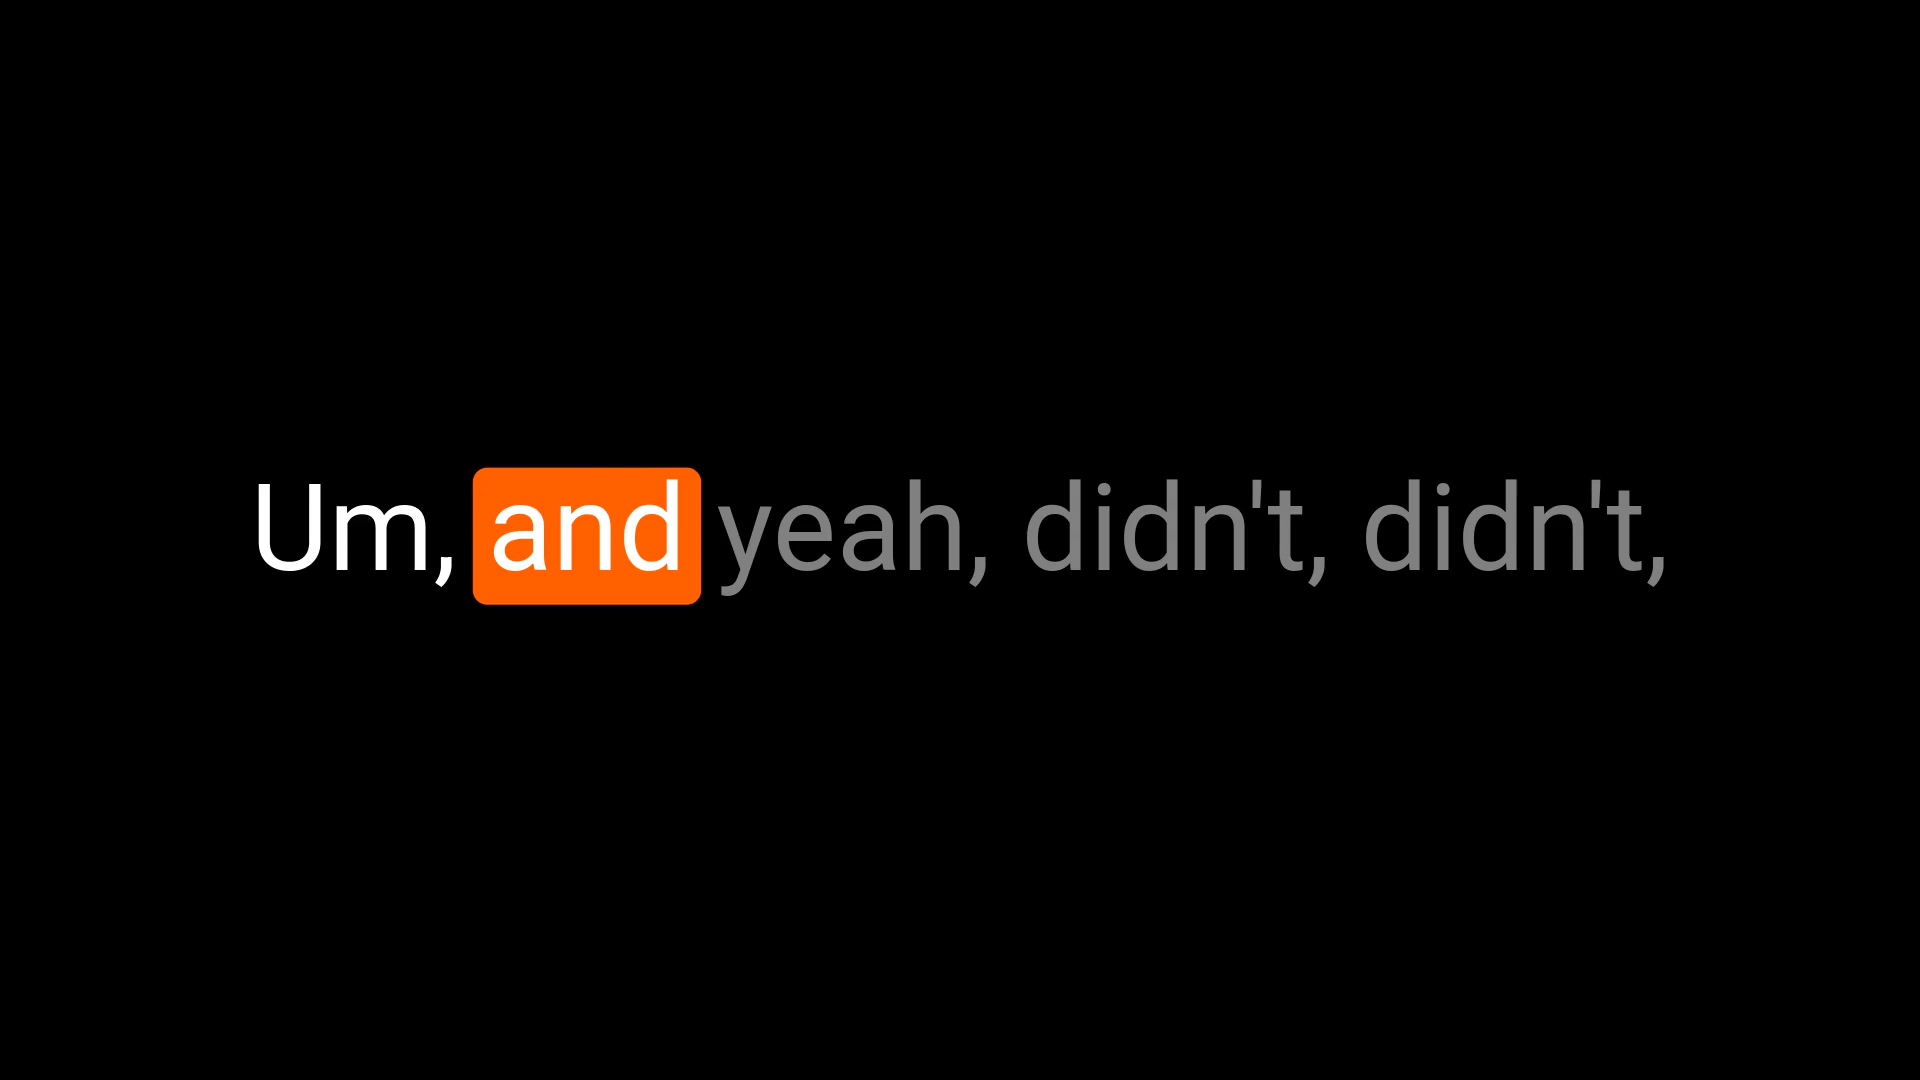 Um, and yeah, didn't, didn't,